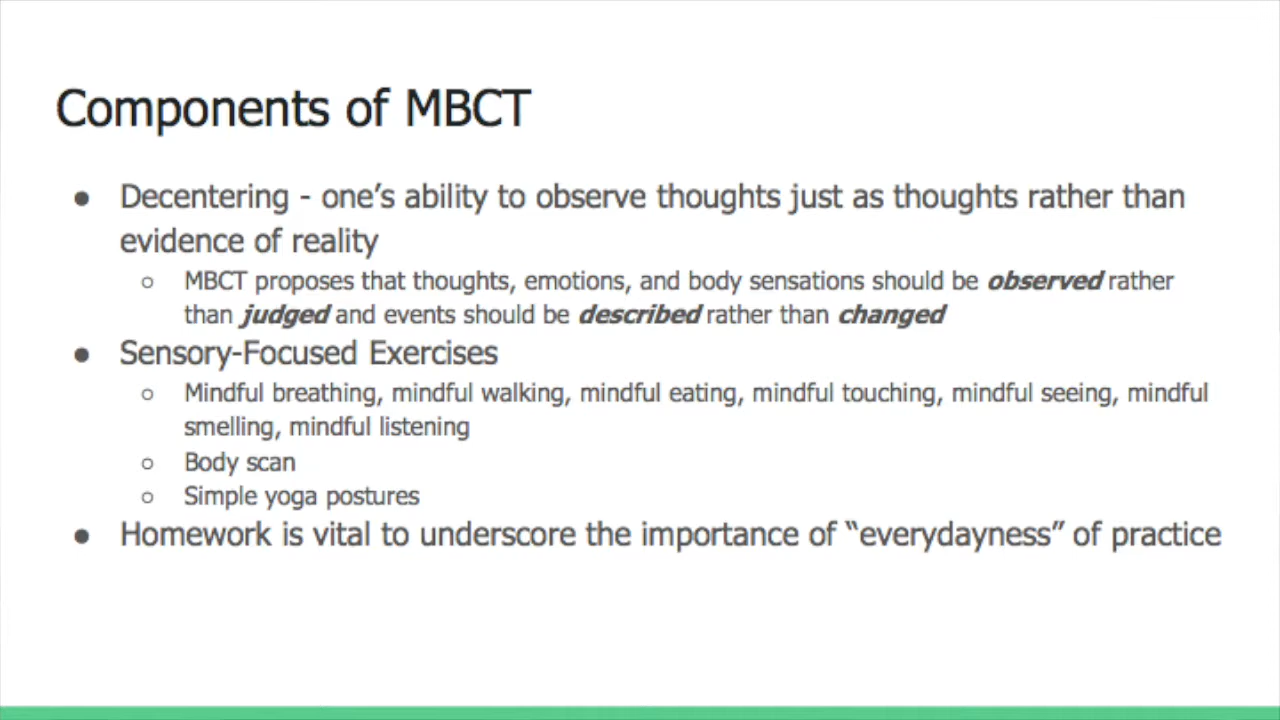 Components of MBCT
● Decentering - one’s ability to observe thoughts just as thoughts rather than
evidence of reality
○ MBCT proposes that thoughts, emotions, and body sensations should be observed rather
than judged and events should be described rather than changed
● Sensory-Focused Exercises
○ Mindful breathing, mindful walking, mindful eating, mindful touching, mindful seeing, mindful
smelling, mindful listening
○ Body scan
○ Simple yoga postures
● Homework is vital to underscore the importance of “everydayness” of practice